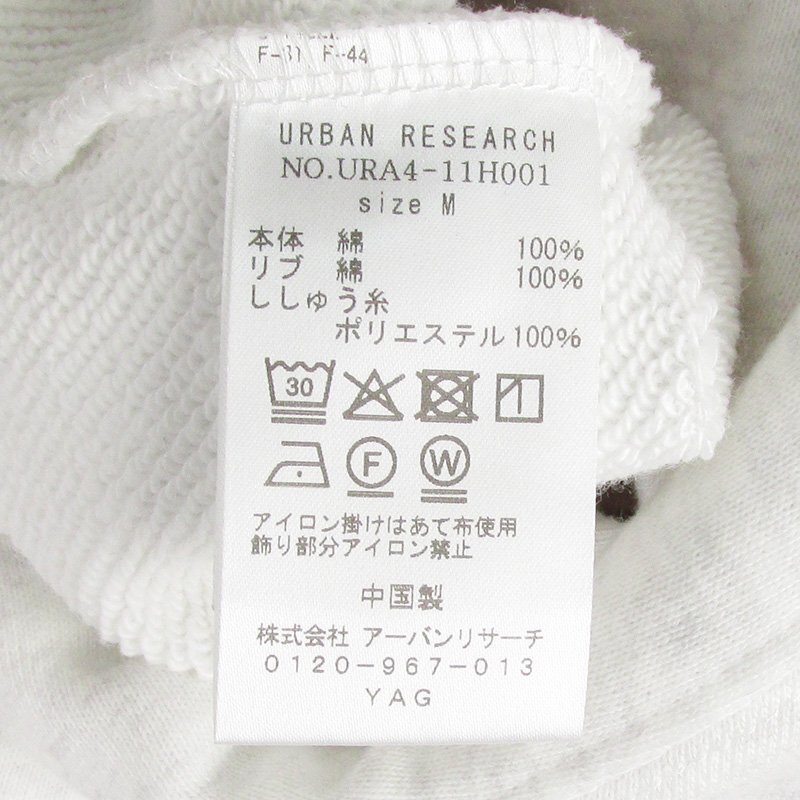 F-31 F-44
URBAN RESEARCH
NO.URA4-11H001
size M
本体 綿 100%
リブ 綿 100%
ししゅう糸
ポリエステル100%
30
F
W
アイロン掛けはあて布使用
飾り部分アイロン禁止
中国製
株式会社 アーバンリサーチ
0120-967-013
YAG